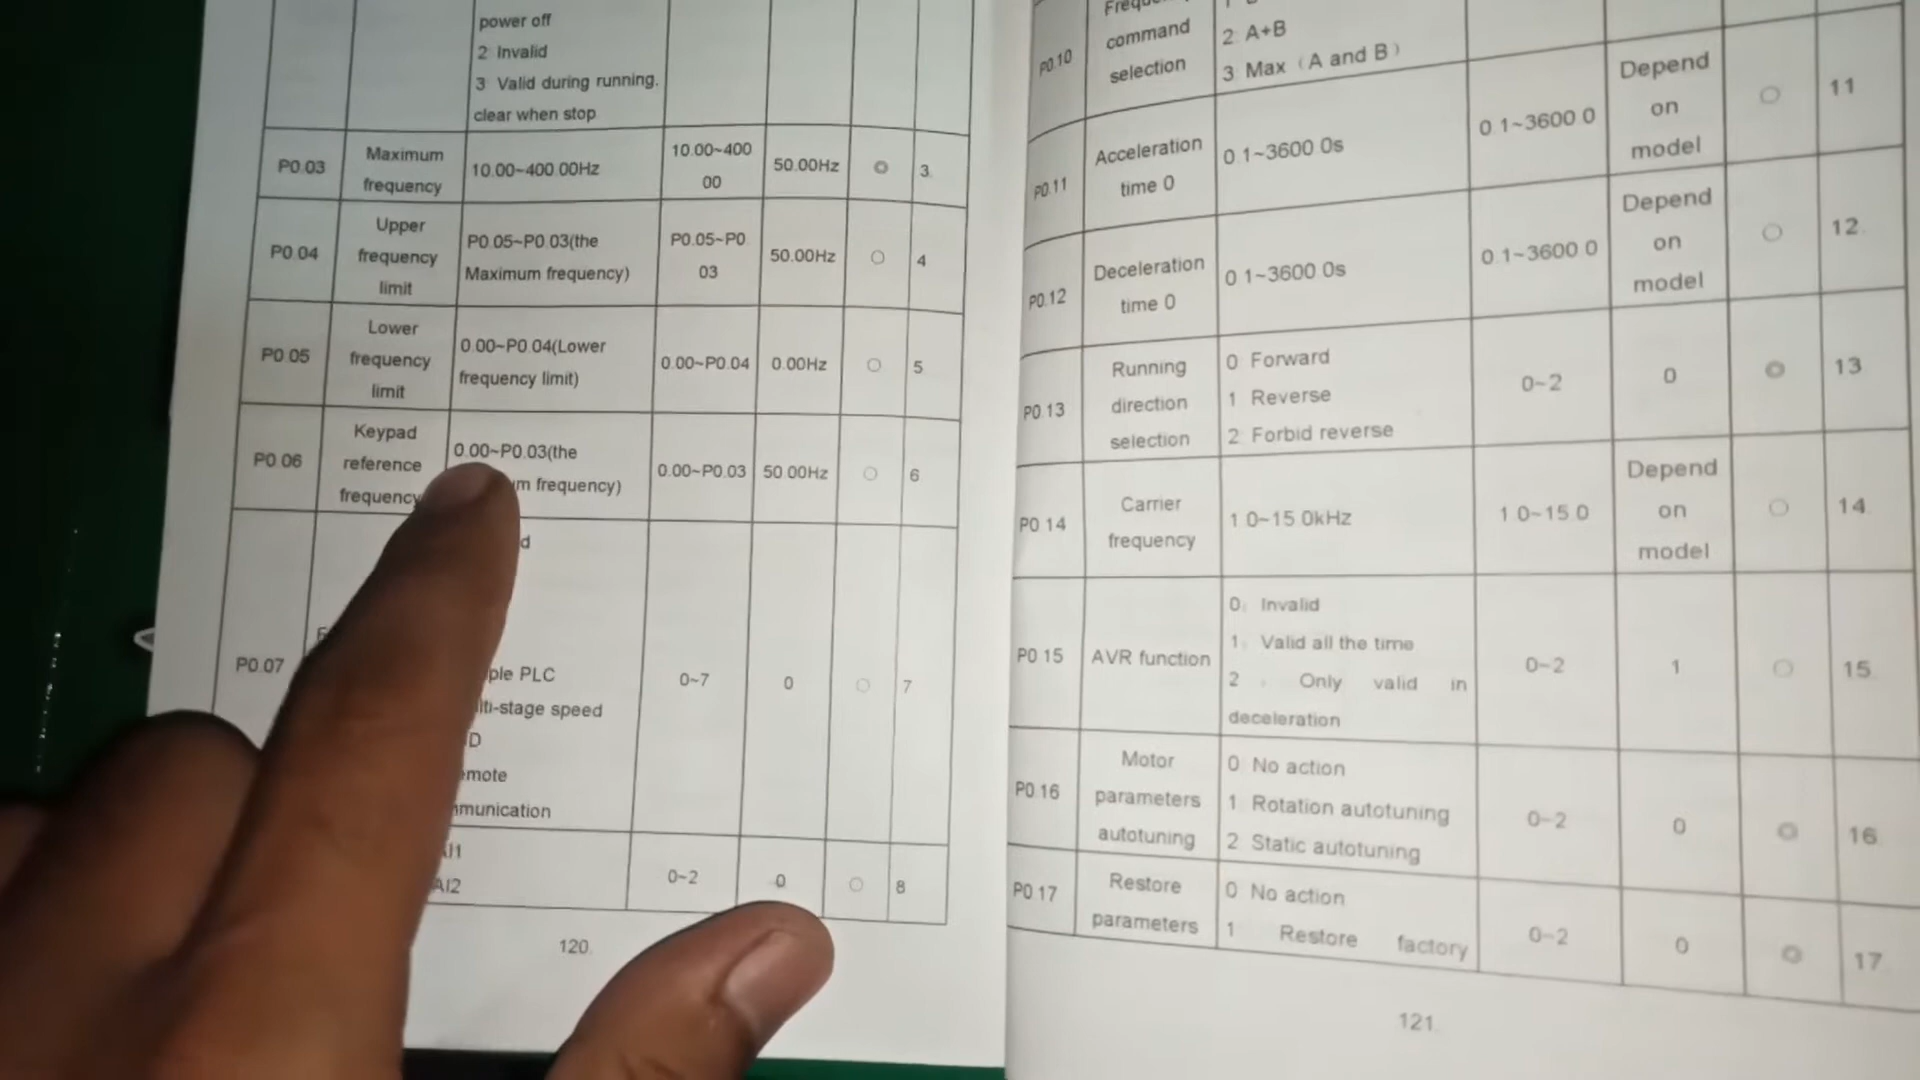 power off
2: Invalid
3: Valid during running,
clear when stop
P0.03
Maximum
frequency
10.00~400.00Hz
10.00~400
00
50.00Hz
◎
3.
P0.04
Upper
frequency
limit
P0.05~P0.03(the
Maximum frequency)
P0.05~P0
03
50.00Hz
○
4
P0.05
Lower
frequency
limit
0.00~P0.04(Lower
frequency limit)
0.00~P0.04
0.00Hz
○
5
P0.06
Keypad
reference
frequency
0.00~P0.03(the
m frequency)
0.00~P0.03
50.00Hz
○
6
P0.07
d
ple PLC
lti-stage speed
D
emote
munication
0~7
0
○
7
AI1
AI2
0~2
0
○
8
120.
P0.10
command
selection
2: A+B
3: Max (A and B)
P0.11
Acceleration
time 0
0.1~3600.0s
0.1~3600.0
Depend
on
model
○
11
P0.12
Deceleration
time 0
0.1~3600.0s
0.1~3600.0
Depend
on
model
○
12.
P0.13
Running
direction
selection
0: Forward
1: Reverse
2: Forbid reverse
0~2
0
◎
13
P0.14
Carrier
frequency
1.0~15.0kHz
1.0~15.0
Depend
on
model
○
14
P0.15
AVR function
0: Invalid
1: Valid all the time
2: Only valid in
deceleration
0~2
1
○
15.
P0.16
Motor
parameters
autotuning
0: No action
1: Rotation autotuning
2: Static autotuning
0~2
0
◎
16.
P0.17
Restore
parameters
0: No action
1: Restore factory
0~2
0
◎
17
121.